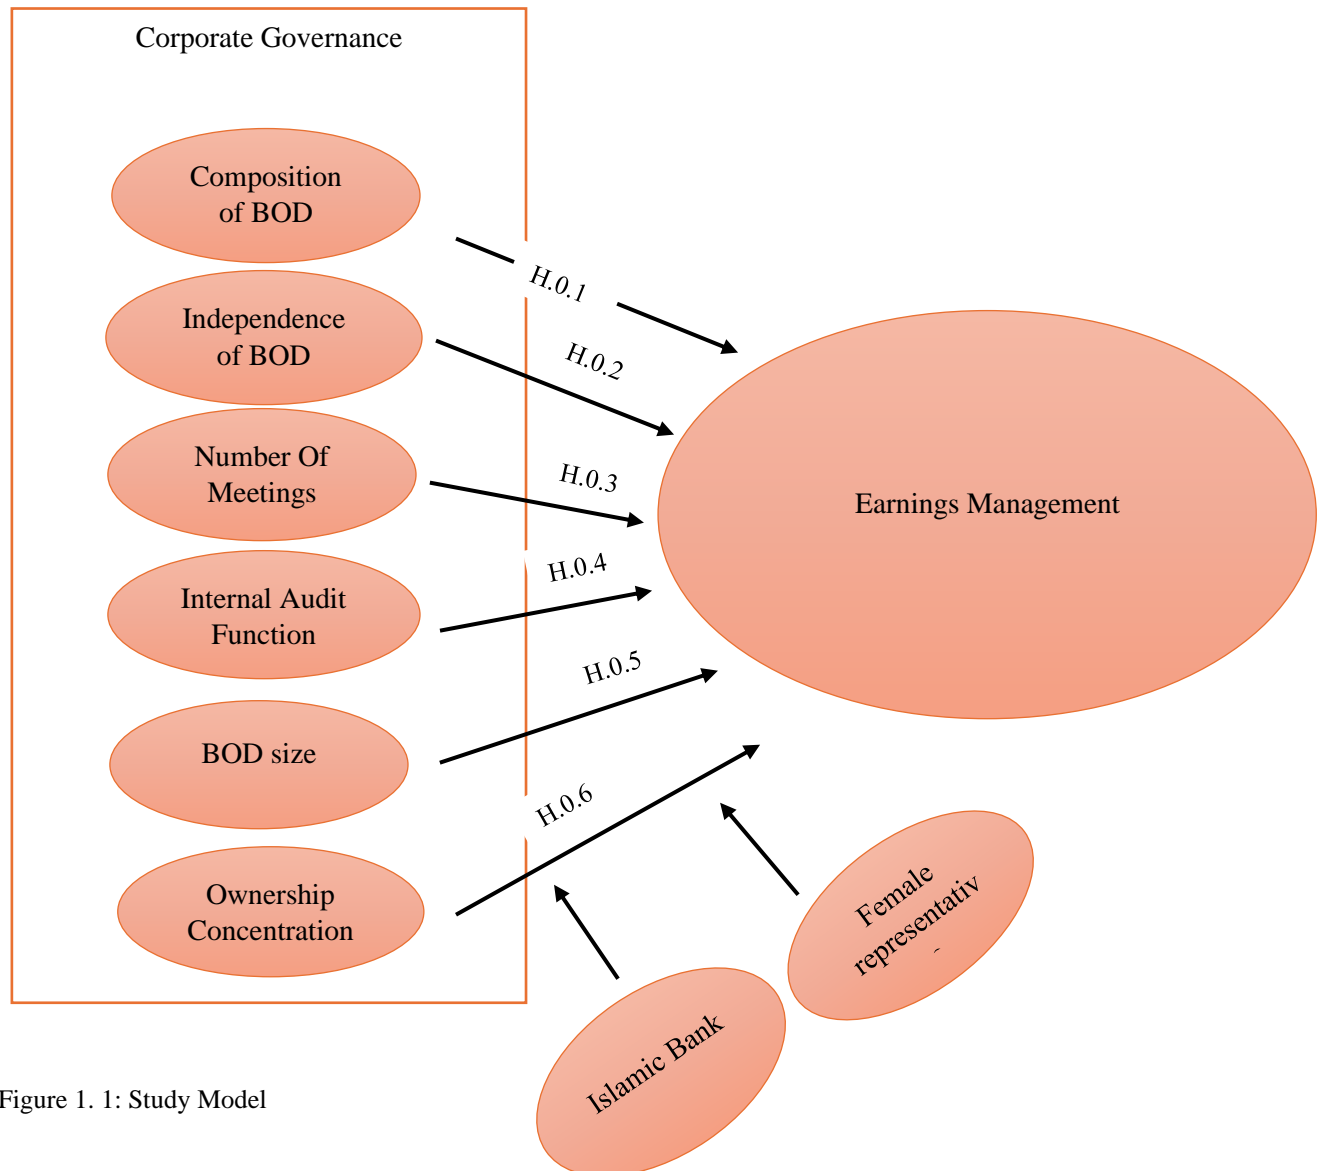 Corporate Governance
Composition
of BOD
H.0.1
Independence
of BOD
H.0.2
Number Of
Meetings
H.0.3
Internal Audit
Function
H.0.4
BOD size
H.0.5
Ownership
Concentration
H.0.6
Earnings Management
Female
representativ
Islamic Bank
Figure 1. 1: Study Model